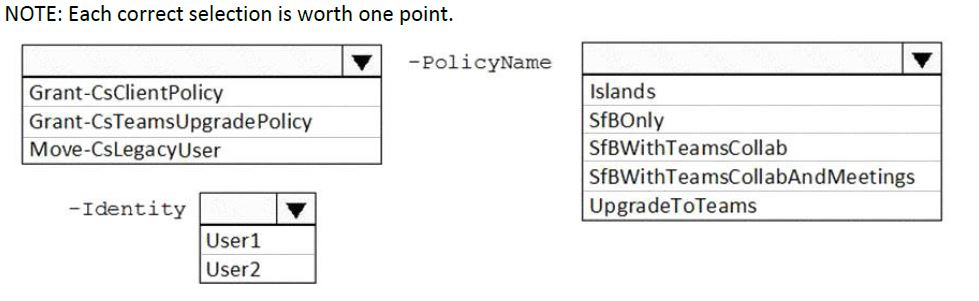 NOTE: Each correct selection is worth one point.
-PolicyName
Grant-CsClientPolicy
Grant-CsTeamsUpgradePolicy
Move-CsLegacyUser
Islands
SfBOnly
SfBWithTeamsCollab
SfBWithTeamsCollabAndMeetings
UpgradeToTeams
-Identity
User1
User2